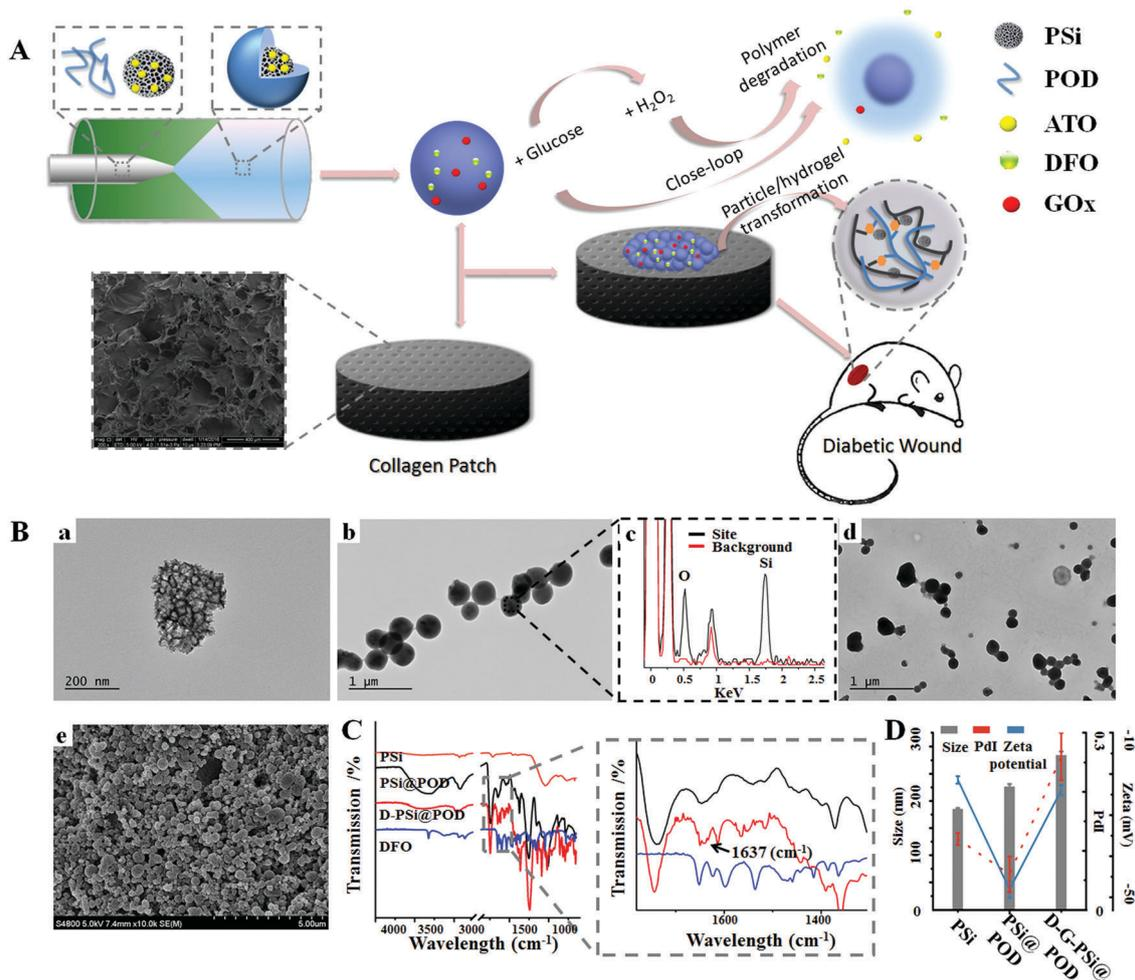 A
PSi
POD
ATO
DFO
GOx
Polymer
degradation
+ H₂O₂
+ Glucose
Close-loop
Particle/hydrogel
transformation
Collagen Patch
Diabetic Wound
B
a
200 nm
b
1 μm
c
Site
Background
O
Si
0 0.5 1 1.5 2 2.5
KeV
d
1 μm
e
S4800 5.0kV 7.4mm x10.0k SE(M)
5.00um
C
Transmission /%
PSi
PSi@POD
D-PSi@POD
DFO
4000 3500 3000 1500 1000
Wavelength (cm⁻¹)
Transmission /%
1637 (cm⁻¹)
1600 1400
Wavelength (cm⁻¹)
D
Size PdI Zeta
potential
Size (nm)
300
200
100
0
PdI
0.3
0
Zeta (mV)
-10
-50
PSi
PSi@
POD
D-G-PSi@
POD